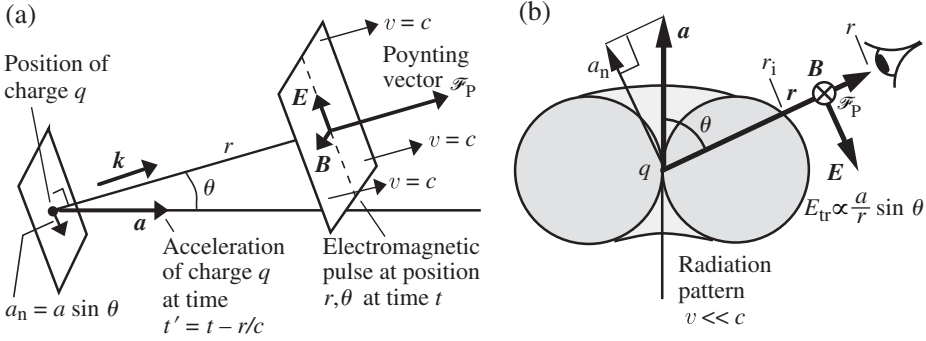 (a)
v = c
Position of
charge q
Poynting
vector ℱP
E
B
v = c
v = c
k
r
θ
a
Acceleration
of charge q
at time
t′ = t – r/c
Electromagnetic
pulse at position
r,θ at time t
an = a sin θ
(b)
an
a
ri
B
r
r
ℱP
θ
q
E
Etr ∝ a/r sin θ
Radiation
pattern
v << c